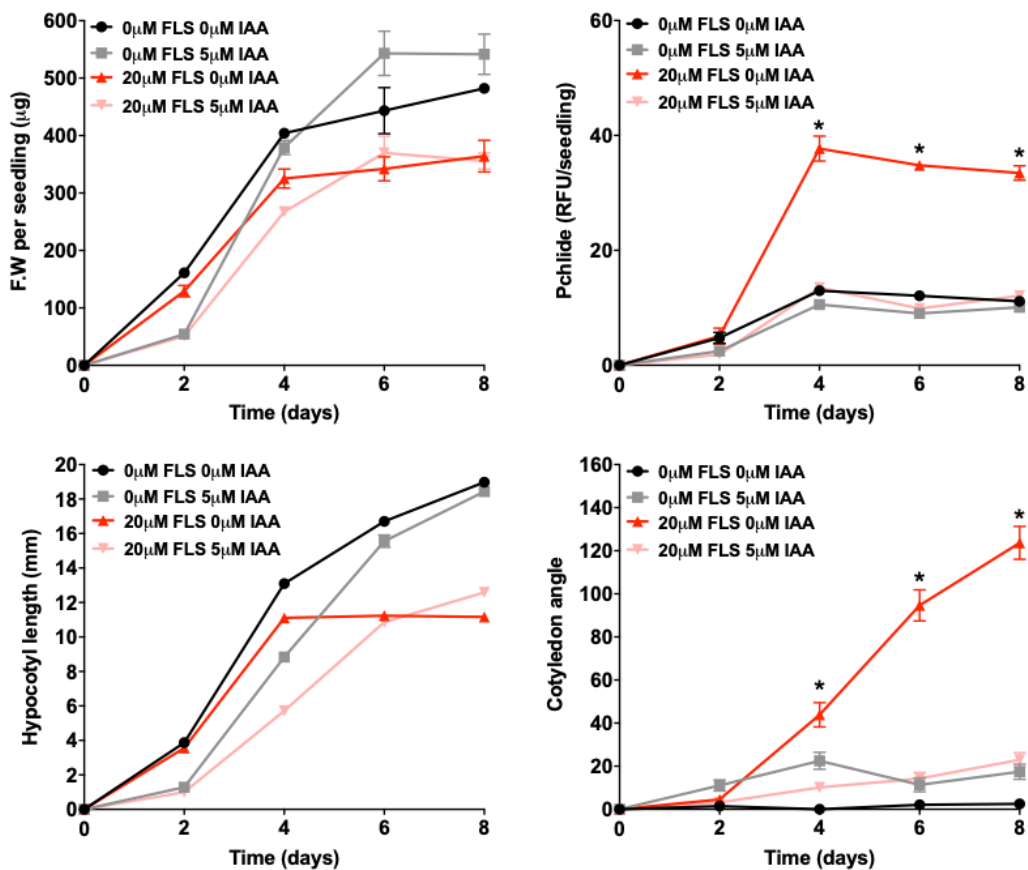 600
500
400
300
200
100
0
F.W per seeding (μg)
0μM FLS 0μM IAA
0μM FLS 5μM IAA
20μM FLS 0μM IAA
20μM FLS 5μM IAA
0 2 4 6 8
Time (days)
60
40
20
0
Pchlide (RFU/seedling)
0μM FLS 0μM IAA
0μM FLS 5μM IAA
20μM FLS 0μM IAA
20μM FLS 5μM IAA
* * *
0 2 4 6 8
Time (days)
20
18
16
14
12
10
8
6
4
2
0
Hypocotyl length (mm)
0μM FLS 0μM IAA
0μM FLS 5μM IAA
20μM FLS 0μM IAA
20μM FLS 5μM IAA
0 2 4 6 8
Time (days)
160
140
120
100
80
60
40
20
0
Cotyledon angle
0μM FLS 0μM IAA
0μM FLS 5μM IAA
20μM FLS 0μM IAA
20μM FLS 5μM IAA
*
*
*
0 2 4 6 8
Time (days)